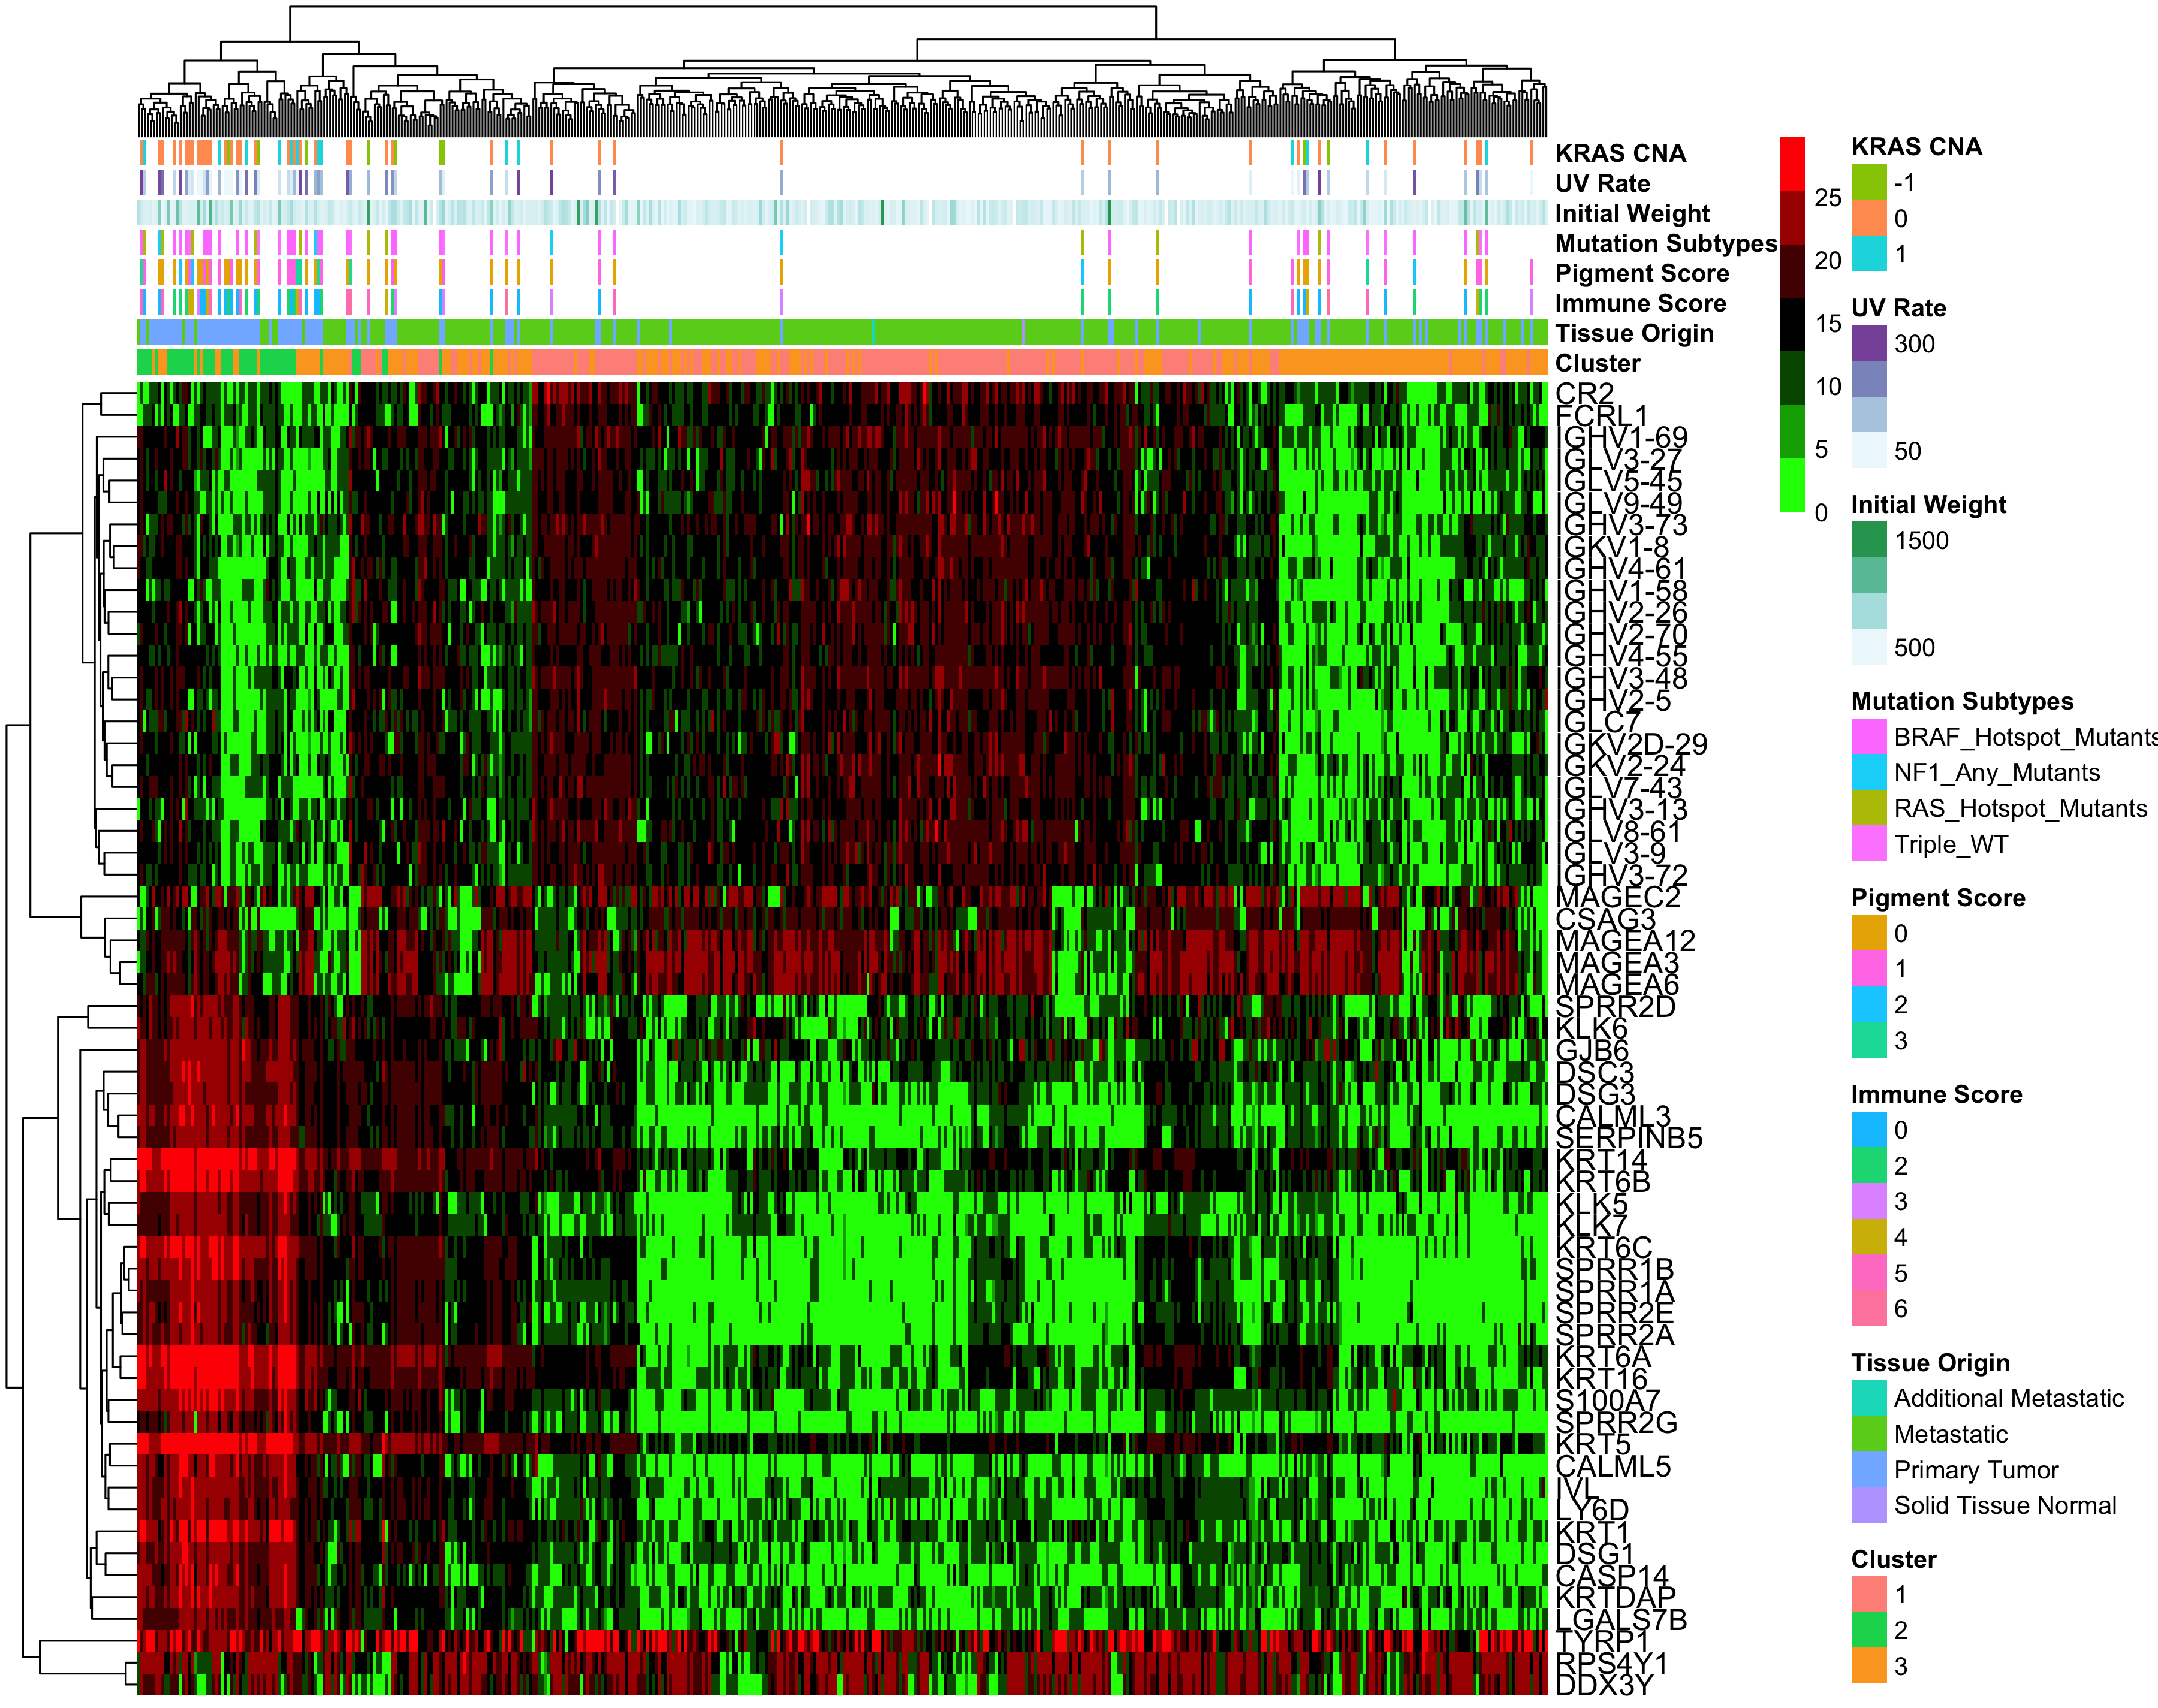 KRAS CNA
UV Rate
Initial Weight
Mutation Subtypes
Pigment Score
Immune Score
Tissue Origin
Cluster
CR2
FCRL1
IGHV1-69
IGLV3-27
IGLV5-45
IGLV9-49
IGHV3-73
IGKV1-8
IGHV4-61
IGHV1-58
IGHV2-26
IGHV2-70
IGHV4-55
IGHV3-48
IGHV2-5
IGLC7
IGKV2D-29
IGKV2-24
IGLV7-43
IGHV3-13
IGLV8-61
IGLV3-9
IGHV3-72
MAGEC2
CSAG3
MAGEA12
MAGEA3
MAGEA6
SPRR2D
KLK6
GJB6
DSC3
DSG3
CALML3
SERPINB5
KRT14
KRT6B
KLK5
KLK7
KRT6C
SPRR1B
SPRR1A
SPRR2E
SPRR2A
KRT6A
KRT16
S100A7
SPRR2G
KRT5
CALML5
IVL
LY6D
KRT1
DSG1
CASP14
KRTDAP
LGALS7B
TYRP1
RPS4Y1
DDX3Y
25
20
15
10
5
0
KRAS CNA
-1
0
1
UV Rate
300
50
Initial Weight
1500
500
Mutation Subtypes
BRAF_Hotspot_Mutants
NF1_Any_Mutants
RAS_Hotspot_Mutants
Triple_WT
Pigment Score
0
1
2
3
Immune Score
0
2
3
4
5
6
Tissue Origin
Additional Metastatic
Metastatic
Primary Tumor
Solid Tissue Normal
Cluster
1
2
3